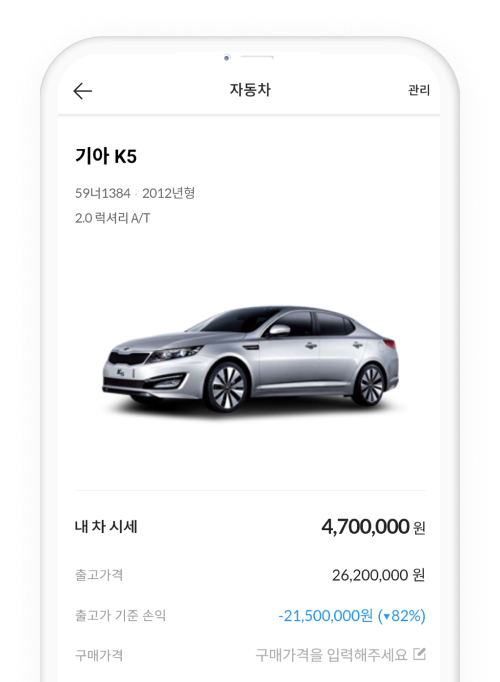 자동차
관리
기아 K5
59너1384 · 2012년형
2.0 럭셔리 A/T
K5
내 차 시세
4,700,000 원
출고가격
26,200,000 원
출고가 기준 손익
-21,500,000원 (▼82%)
구매가격
구매가격을 입력해주세요